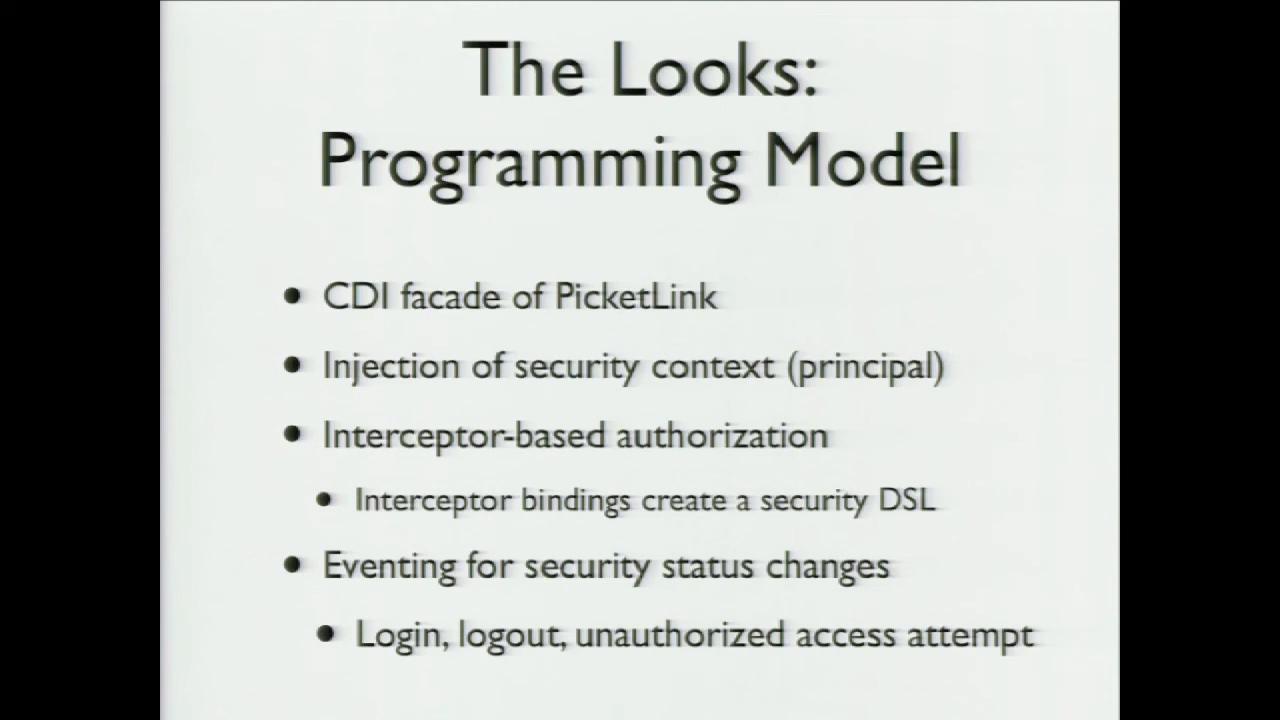 The Looks:
Programming Model
• CDI facade of PicketLink
• Injection of security context (principal)
• Interceptor-based authorization
• Interceptor bindings create a security DSL
• Eventing for security status changes
• Login, logout, unauthorized access attempt